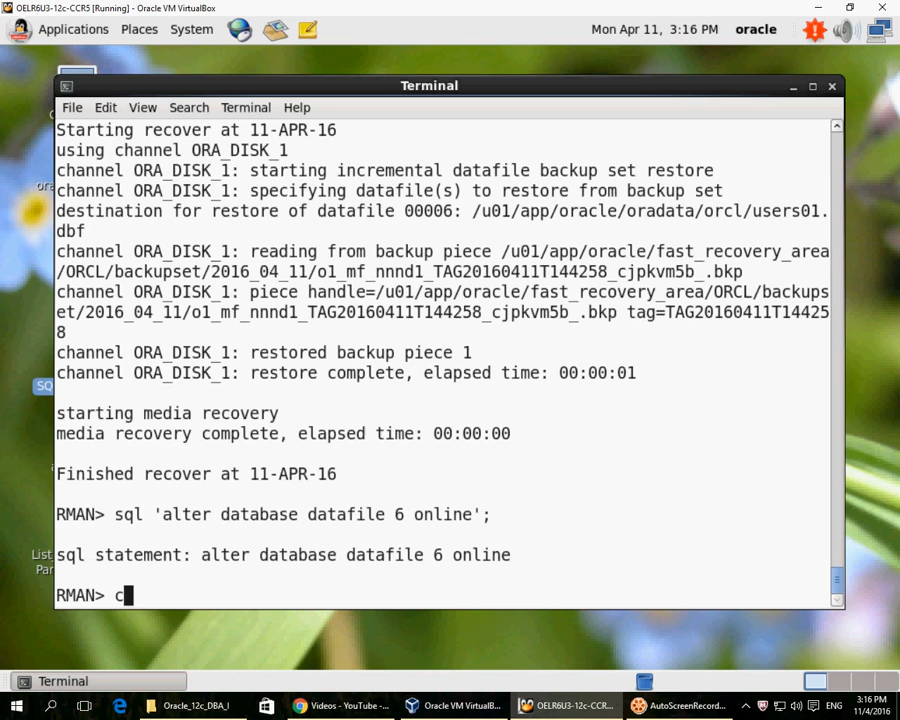 OELR6U3-12c-CCR5 [Running] - Oracle VM VirtualBox
Applications Places System Mon Apr 11, 3:16 PM oracle
Terminal
File Edit View Search Terminal Help
Starting recover at 11-APR-16
using channel ORA_DISK_1
channel ORA_DISK_1: starting incremental datafile backup set restore
channel ORA_DISK_1: specifying datafile(s) to restore from backup set
destination for restore of datafile 00006: /u01/app/oracle/oradata/orcl/users01.
dbf
channel ORA_DISK_1: reading from backup piece /u01/app/oracle/fast_recovery_area
/ORCL/backupset/2016_04_11/o1_mf_nnnd1_TAG20160411T144258_cjpkvm5b_.bkp
channel ORA_DISK_1: piece handle=/u01/app/oracle/fast_recovery_area/ORCL/backups
et/2016_04_11/o1_mf_nnnd1_TAG20160411T144258_cjpkvm5b_.bkp tag=TAG20160411T14425
8
channel ORA_DISK_1: restored backup piece 1
channel ORA_DISK_1: restore complete, elapsed time: 00:00:01
starting media recovery
media recovery complete, elapsed time: 00:00:00
Finished recover at 11-APR-16
RMAN> sql 'alter database datafile 6 online';
sql statement: alter database datafile 6 online
RMAN> c
ora
SQ
List
Par
Terminal
Oracle_12c_DBA_I
Videos - YouTube -...
Oracle VM VirtualB...
OELR6U3-12c-CCR...
AutoScreenRecord...
ENG
3:16 PM
11/4/2016